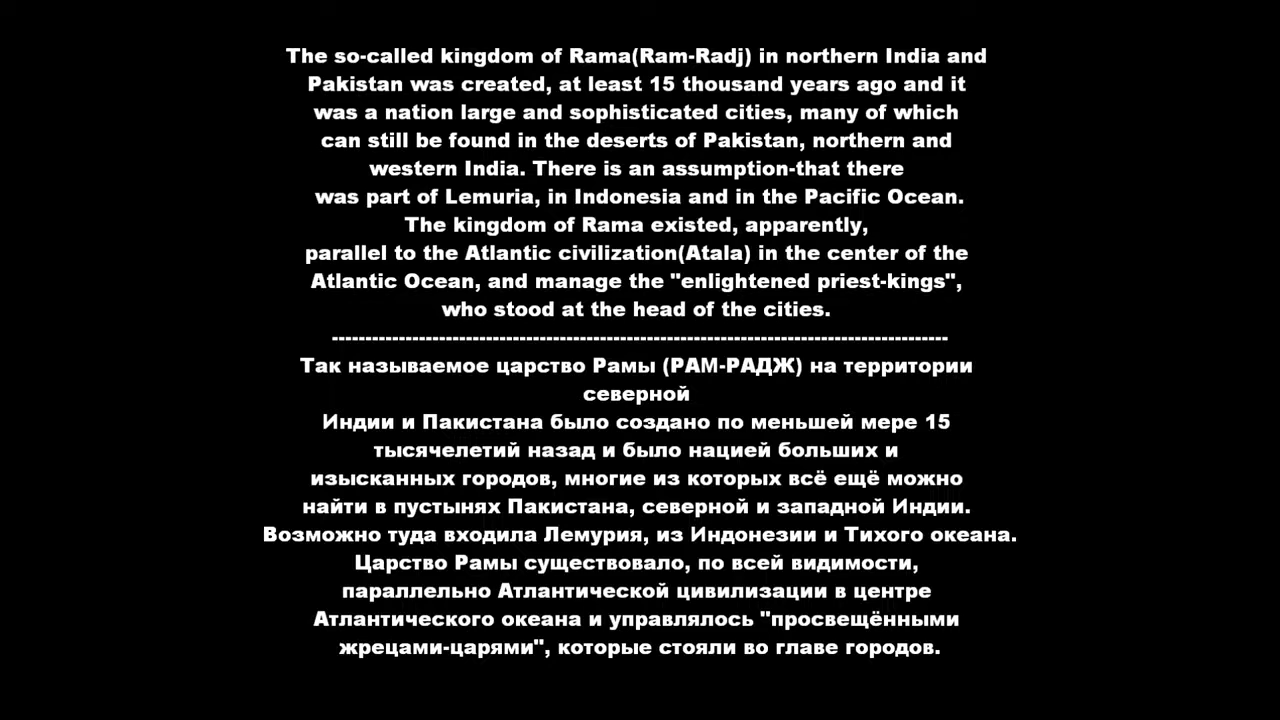 The so-called kingdom of Rama(Ram-Radj) in northern India and
Pakistan was created, at least 15 thousand years ago and it
was a nation large and sophisticated cities, many of which
can still be found in the deserts of Pakistan, northern and
western India. There is an assumption-that there
was part of Lemuria, in Indonesia and in the Pacific Ocean.
The kingdom of Rama existed, apparently,
parallel to the Atlantic civilization(Atala) in the center of the
Atlantic Ocean, and manage the "enlightened priest-kings",
who stood at the head of the cities.
--------------------------------------------------------------------------------------------
Так называемое царство Рамы (РАМ-РАДЖ) на территории
северной
Индии и Пакистана было создано по меньшей мере 15
тысячелетий назад и было нацией больших и
изысканных городов, многие из которых всё ещё можно
найти в пустынях Пакистана, северной и западной Индии.
Возможно туда входила Лемурия, из Индонезии и Тихого океана.
Царство Рамы существовало, по всей видимости,
параллельно Атлантической цивилизации в центре
Атлантического океана и управлялось "просвещёнными
жрецами-царями", которые стояли во главе городов.